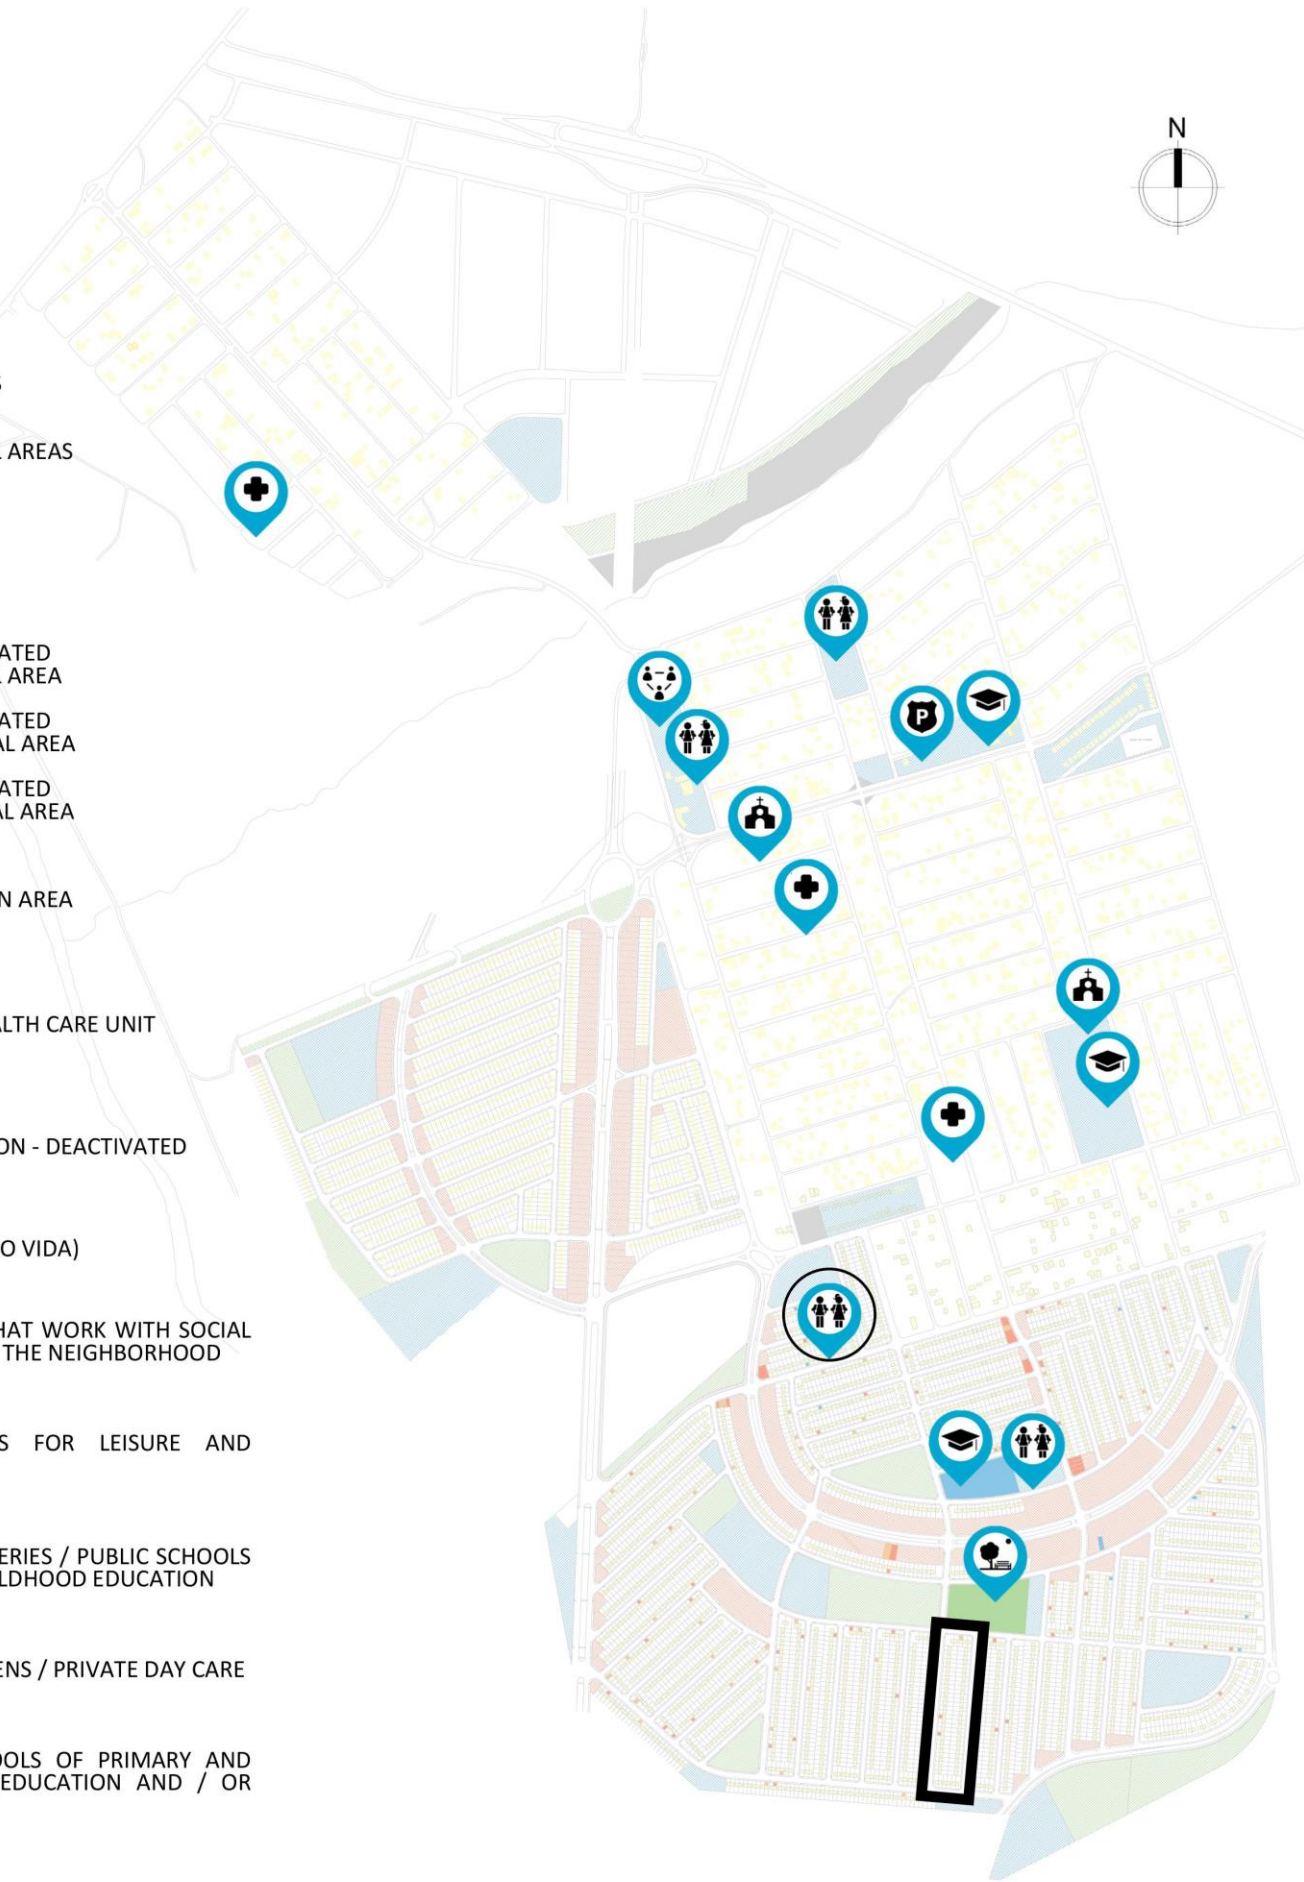 N
S
L AREAS
ATED
L AREA
ATED
AL AREA
ATED
AL AREA
N AREA
ALTH CARE UNIT
ON - DEACTIVATED
O VIDA)
HAT WORK WITH SOCIAL
THE NEIGHBORHOOD
S FOR LEISURE AND
ERIES / PUBLIC SCHOOLS
LDHOOD EDUCATION
ENS / PRIVATE DAY CARE
OOLS OF PRIMARY AND
EDUCATION AND / OR
P